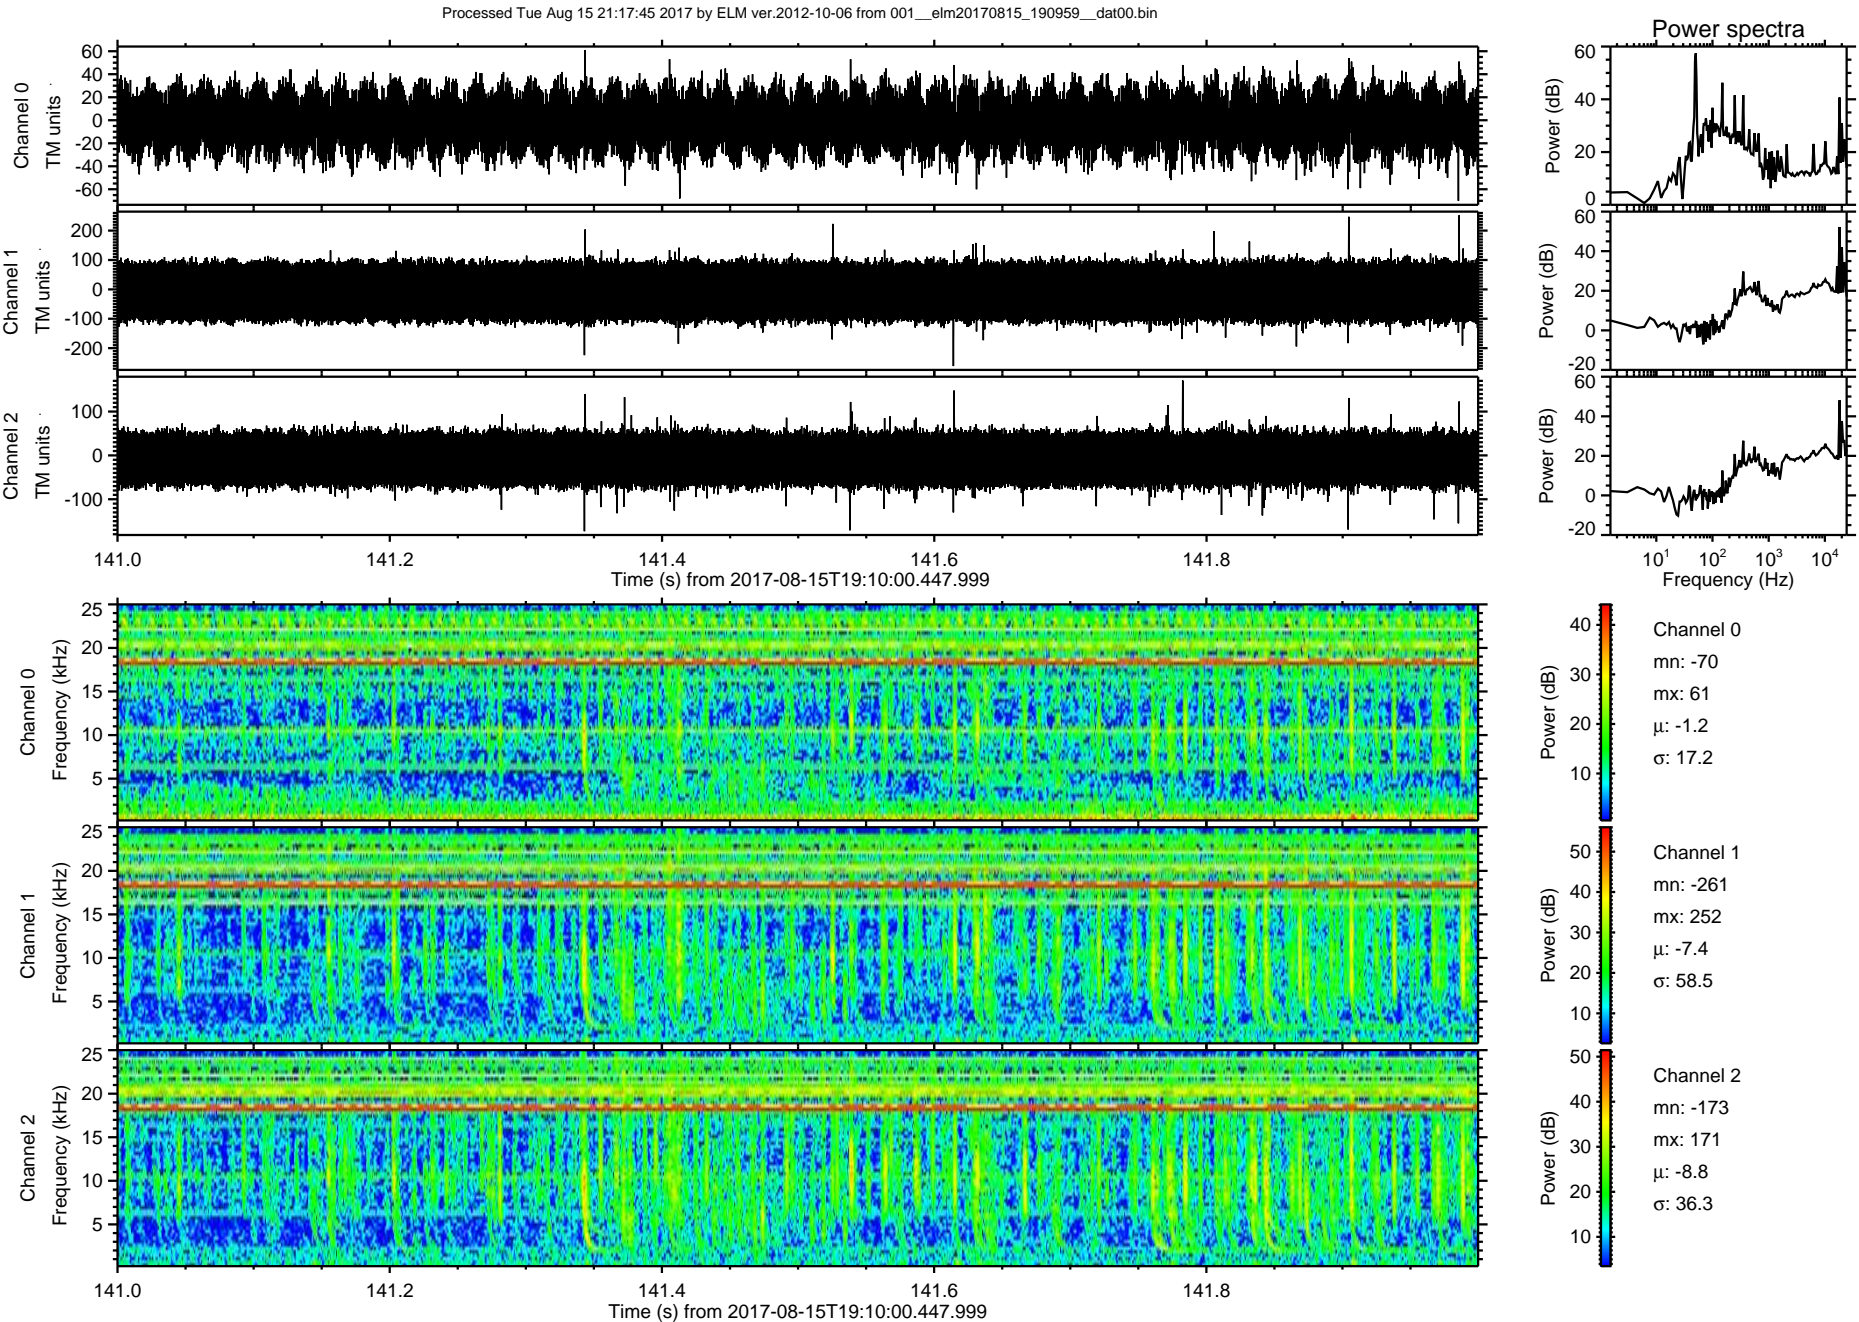 Processed Tue Aug 15 21:17:45 2017 by ELM ver.2012-10-06 from 001__elm20170815_190959__dat00.bin
Power spectra
Channel 0
TM units
60
40
20
0
-20
-40
-60
Power (dB)
60
40
20
0
Channel 1
TM units
200
100
0
-100
-200
Power (dB)
60
40
20
0
-20
Channel 2
TM units
100
0
-100
Power (dB)
60
40
20
0
-20
141.0 141.2 141.4 141.6 141.8
Time (s) from 2017-08-15T19:10:00.447.999
10^1 10^2 10^3 10^4
Frequency (Hz)
Channel 0
Frequency (kHz)
25
20
15
10
5
Power (dB)
40
30
20
10
Channel 0
mn: -70
mx: 61
µ: -1.2
σ: 17.2
Channel 1
Frequency (kHz)
25
20
15
10
5
Power (dB)
50
40
30
20
10
Channel 1
mn: -261
mx: 252
µ: -7.4
σ: 58.5
Channel 2
Frequency (kHz)
25
20
15
10
5
Power (dB)
50
40
30
20
10
Channel 2
mn: -173
mx: 171
µ: -8.8
σ: 36.3
141.0 141.2 141.4 141.6 141.8
Time (s) from 2017-08-15T19:10:00.447.999